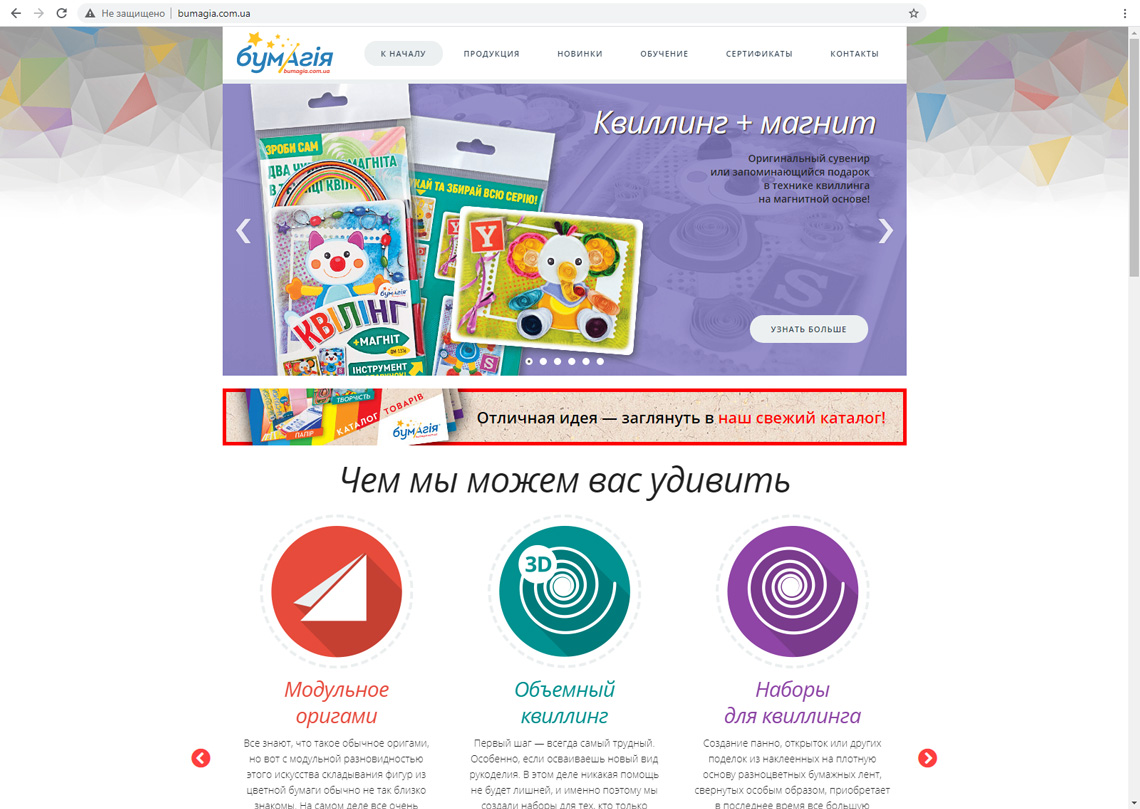 Не защищено
bumagia.com.ua
бумагія
bumagia.com.ua
К НАЧАЛУ
ПРОДУКЦИЯ
НОВИНКИ
ОБУЧЕНИЕ
СЕРТИФИКАТЫ
КОНТАКТЫ
Квиллинг + магнит
Оригинальный сувенир
или запоминающийся подарок
в технике квиллинга
на магнитной основе!
ЗРОБИ САМ
ДВА
МАГНІТА
В
КВІЛ
КАЙ ТА ЗБИРАЙ ВСЮ СЕРІЮ!
Y
S
бумагія
КВІЛІНГ
+МАГНІТ
ІНСТРУМЕНТ
S
УЗНАТЬ БОЛЬШЕ
ТВОРЧІСТЬ
ПАПІР
КАТАЛОГ ТОВАРІВ
бумагія
Отличная идея — заглянуть в наш свежий каталог!
Чем мы можем вас удивить
3D
Модульное
оригами
Объемный
квиллинг
Наборы
для квиллинга
Все знают, что такое обычное оригами,
но вот с модульной разновидностью
этого искусства складывания фигур из
цветной бумаги обычно не так близко
знакомы. На самом деле все очень
Первый шаг — всегда самый трудный.
Особенно, если осваиваешь новый вид
рукоделия. В этом деле никакая помощь
не будет лишней, и именно поэтому мы
создали наборы для тех, кто только
Создание панно, открыток или других
поделок из наклеенных на плотную
основу разноцветных бумажных лент,
свернутых особым образом, приобретает
в последнее время все большую